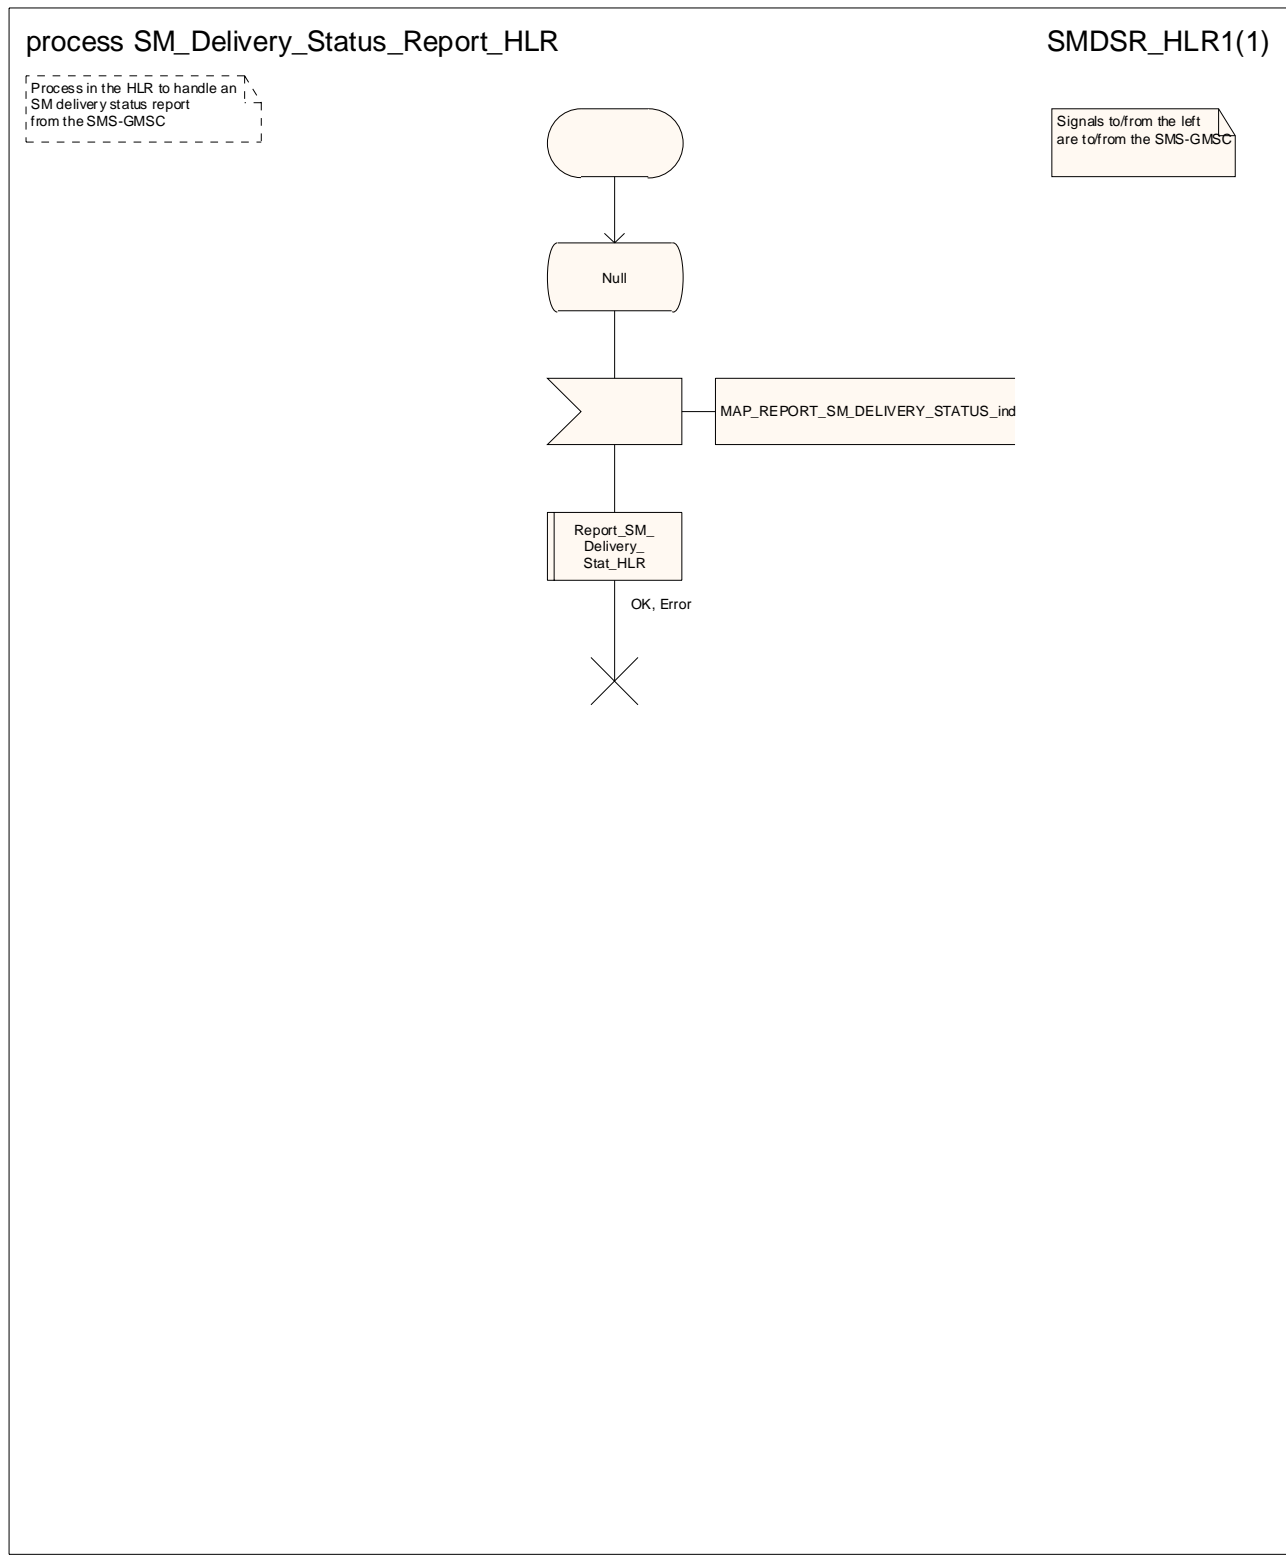 process SM_Delivery_Status_Report_HLR
SMDSR_HLR1(1)
Process in the HLR to handle an
SM delivery status report
from the SMS-GMSC
Signals to/from the left
are to/from the SMS-GMSC
Null
MAP_REPORT_SM_DELIVERY_STATUS_ind
Report_SM_
Delivery_
Stat_HLR
OK, Error